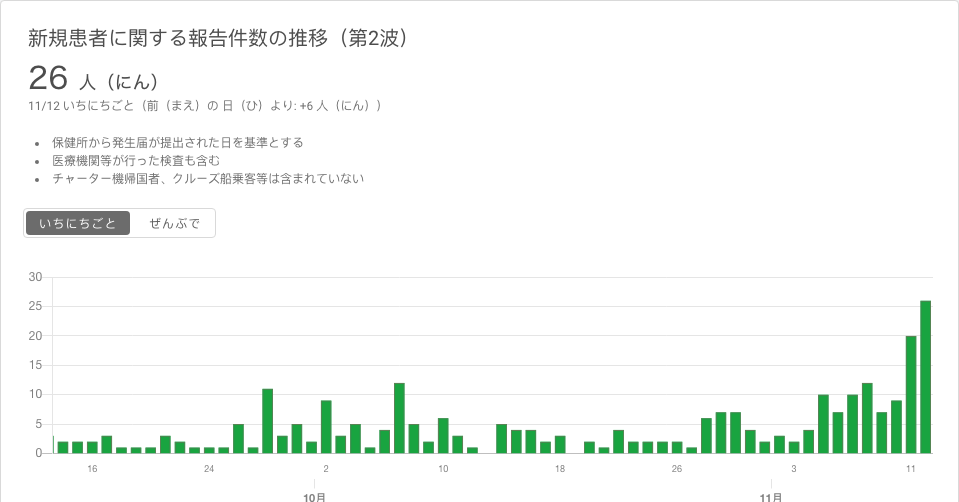 新規患者に関する報告件数の推移（第2波）
26 人（にん）
11/12 いちにちごと（前（まえ）の 日（ひ）より: +6 人（にん））
• 保健所から発生届が提出された日を基準とする
• 医療機関等が行った検査も含む
• チャーター機帰国者、クルーズ船乗客等は含まれていない
いちにちごと ぜんぶで
30
25
20
15
10
5
0
16 24 2 10 18 26 3 11
10月 11月